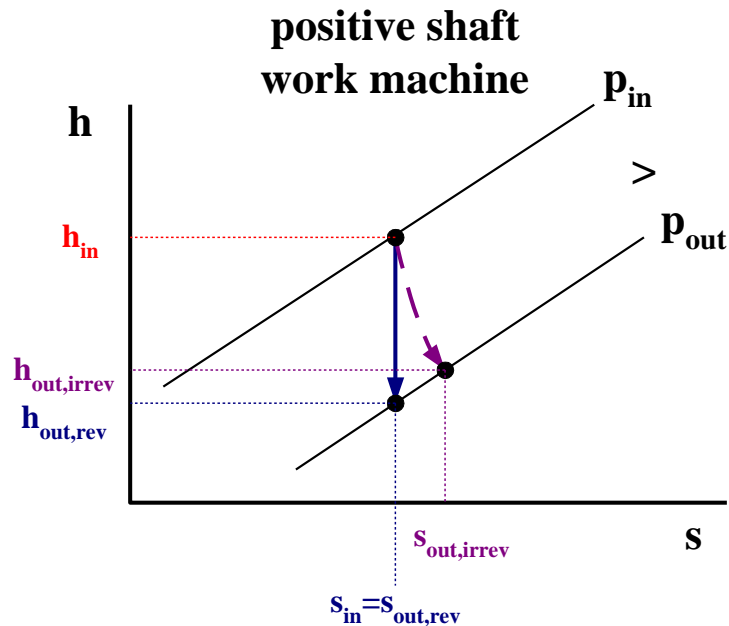 positive shaft
work machine
h
p_in
>
h_in
p_out
h_out,irrev
h_out,rev
s_out,irrev
s
s_in=s_out,rev